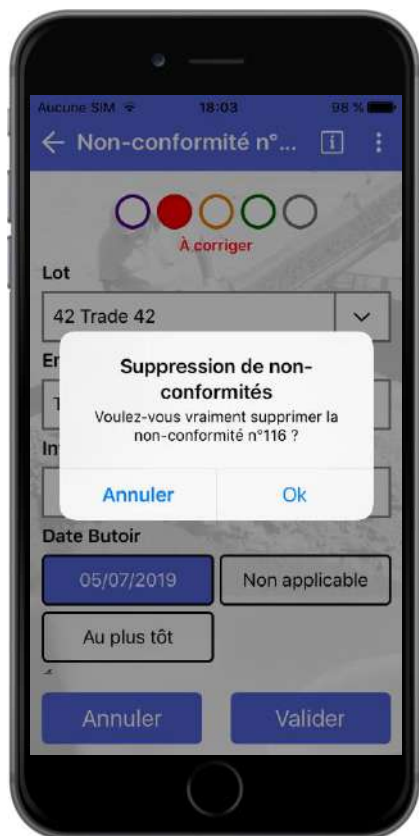 Aucune SIM 18:03 98 %
Non-conformité n°...
À corriger
Lot
42 Trade 42
En
T
In
Suppression de non-
conformités
Voulez-vous vraiment supprimer la
non-conformité n°116 ?
Annuler Ok
Date Butoir
05/07/2019 Non applicable
Au plus tôt
Annuler Valider